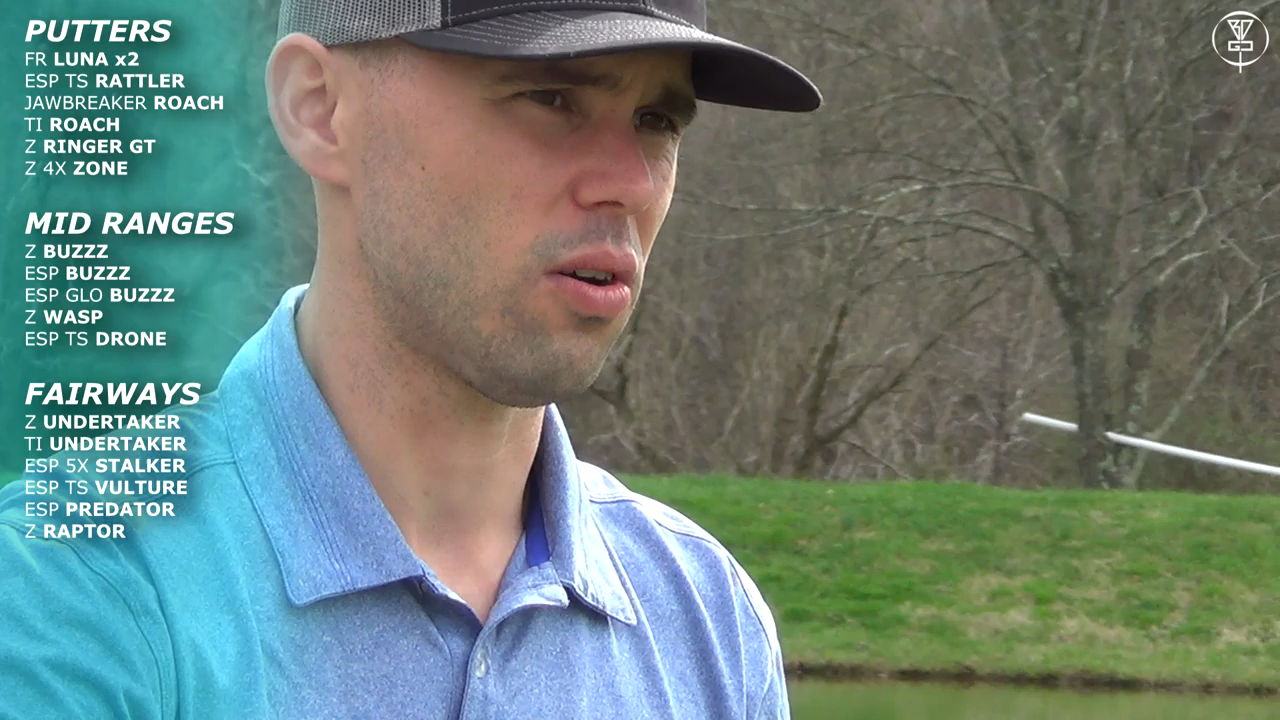 PUTTERS
FR LUNA x2
ESP TS RATTLER
JAWBREAKER ROACH
TI ROACH
Z RINGER GT
Z 4X ZONE
MID RANGES
Z BUZZZ
ESP BUZZZ
ESP GLO BUZZZ
Z WASP
ESP TS DRONE
FAIRWAYS
Z UNDERTAKER
TI UNDERTAKER
ESP 5X STALKER
ESP TS VULTURE
ESP PREDATOR
Z RAPTOR